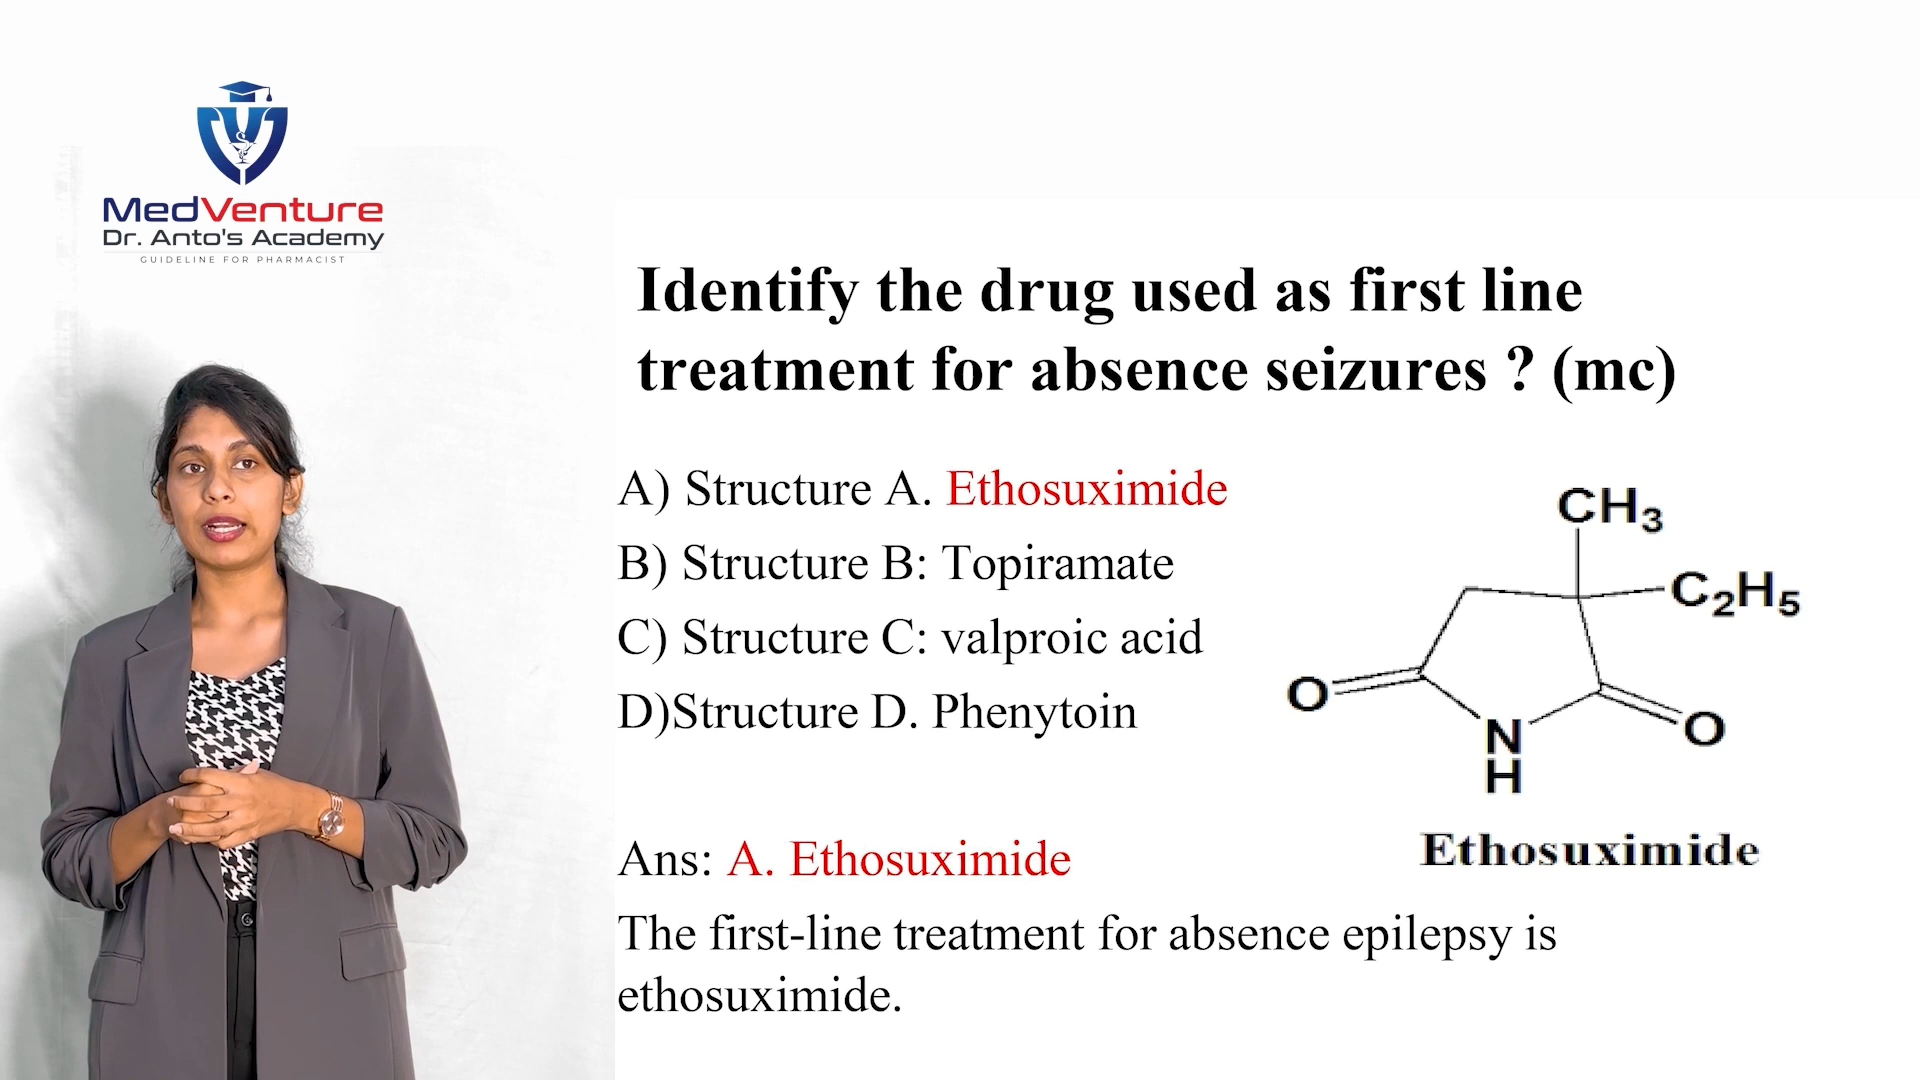 MedVenture
Dr. Anto's Academy
GUIDELINE FOR PHARMACIST
Identify the drug used as first line
treatment for absence seizures ? (mc)
A) Structure A. Ethosuximide
B) Structure B: Topiramate
C) Structure C: valproic acid
D)Structure D. Phenytoin
CH3
C2H5
O
O
N
H
Ethosuximide
Ans: A. Ethosuximide
The first-line treatment for absence epilepsy is
ethosuximide.